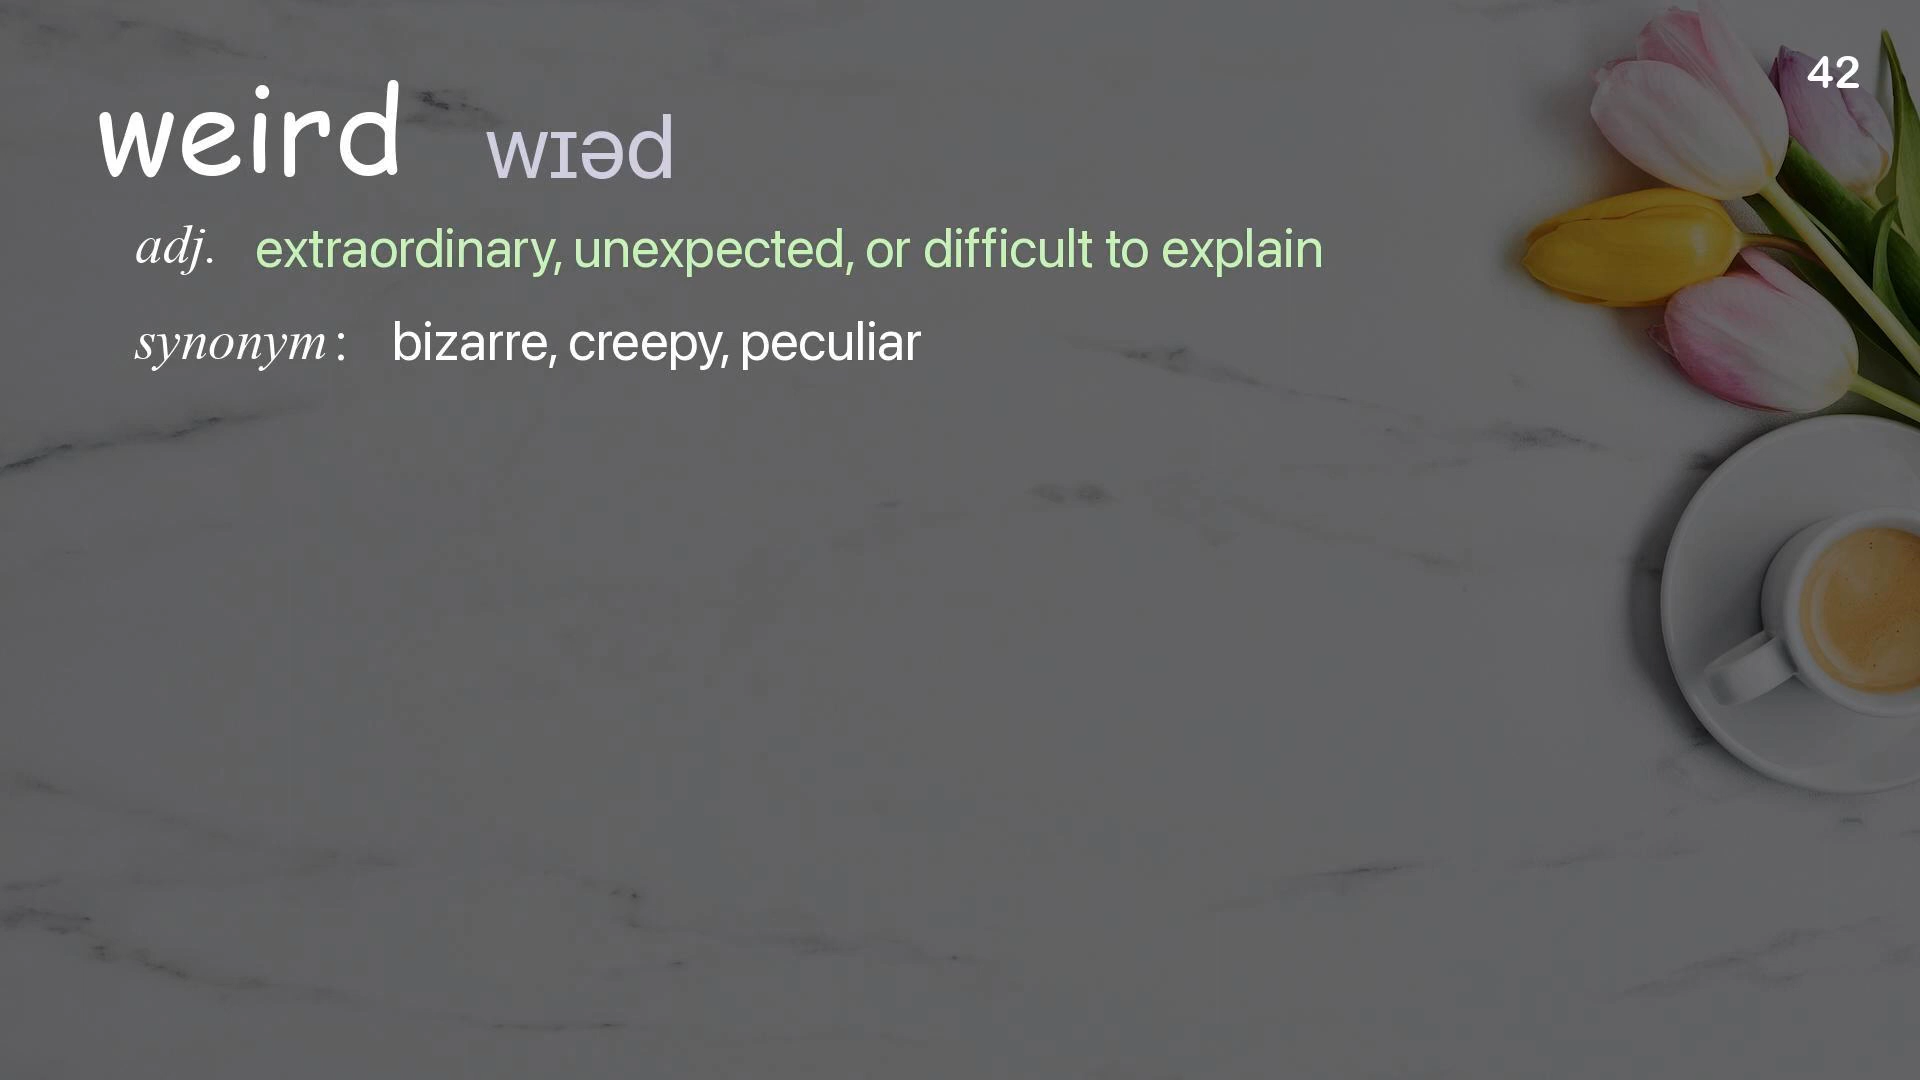 42
weird wɪəd
adj. extraordinary, unexpected, or difficult to explain
synonym : bizarre, creepy, peculiar